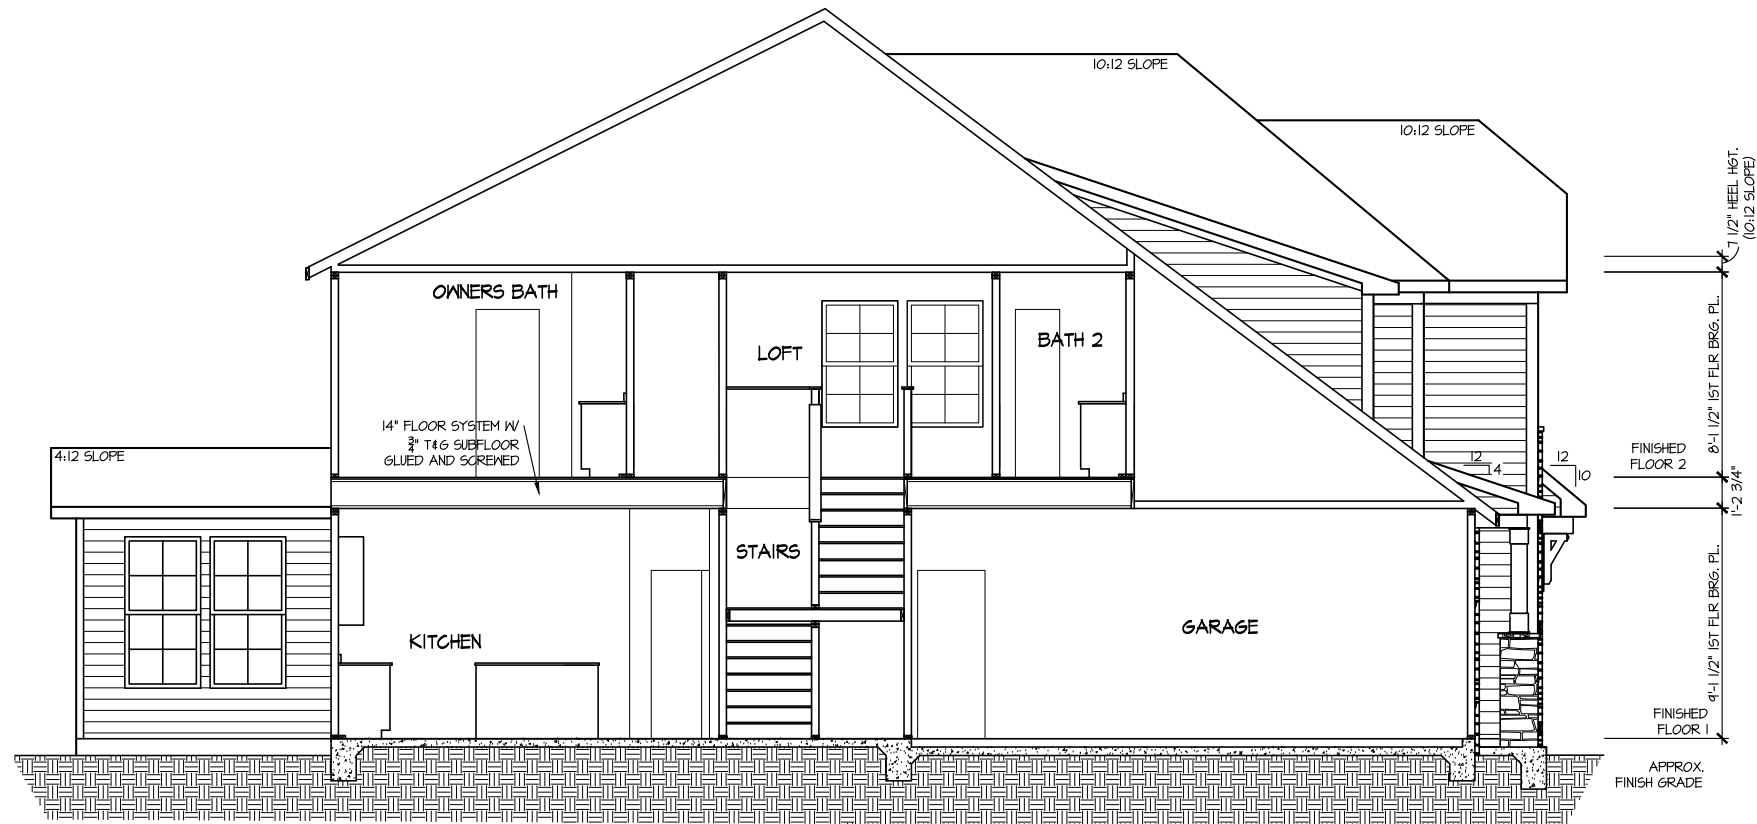 10:12 SLOPE
10:12 SLOPE
7 1/2" HEEL HGT.
(10:12 SLOPE)
OWNERS BATH
LOFT
BATH 2
8'-1 1/2" 1ST FLR BRG. PL.
14" FLOOR SYSTEM W/
3/4" T&G SUBFLOOR
GLUED AND SCREWED
4:12 SLOPE
12
4
12
10
FINISHED
FLOOR 2
1'-2 3/4"
STAIRS
KITCHEN
GARAGE
9'-1 1/2" 1ST FLR BRG. PL.
FINISHED
FLOOR 1
APPROX.
FINISH GRADE